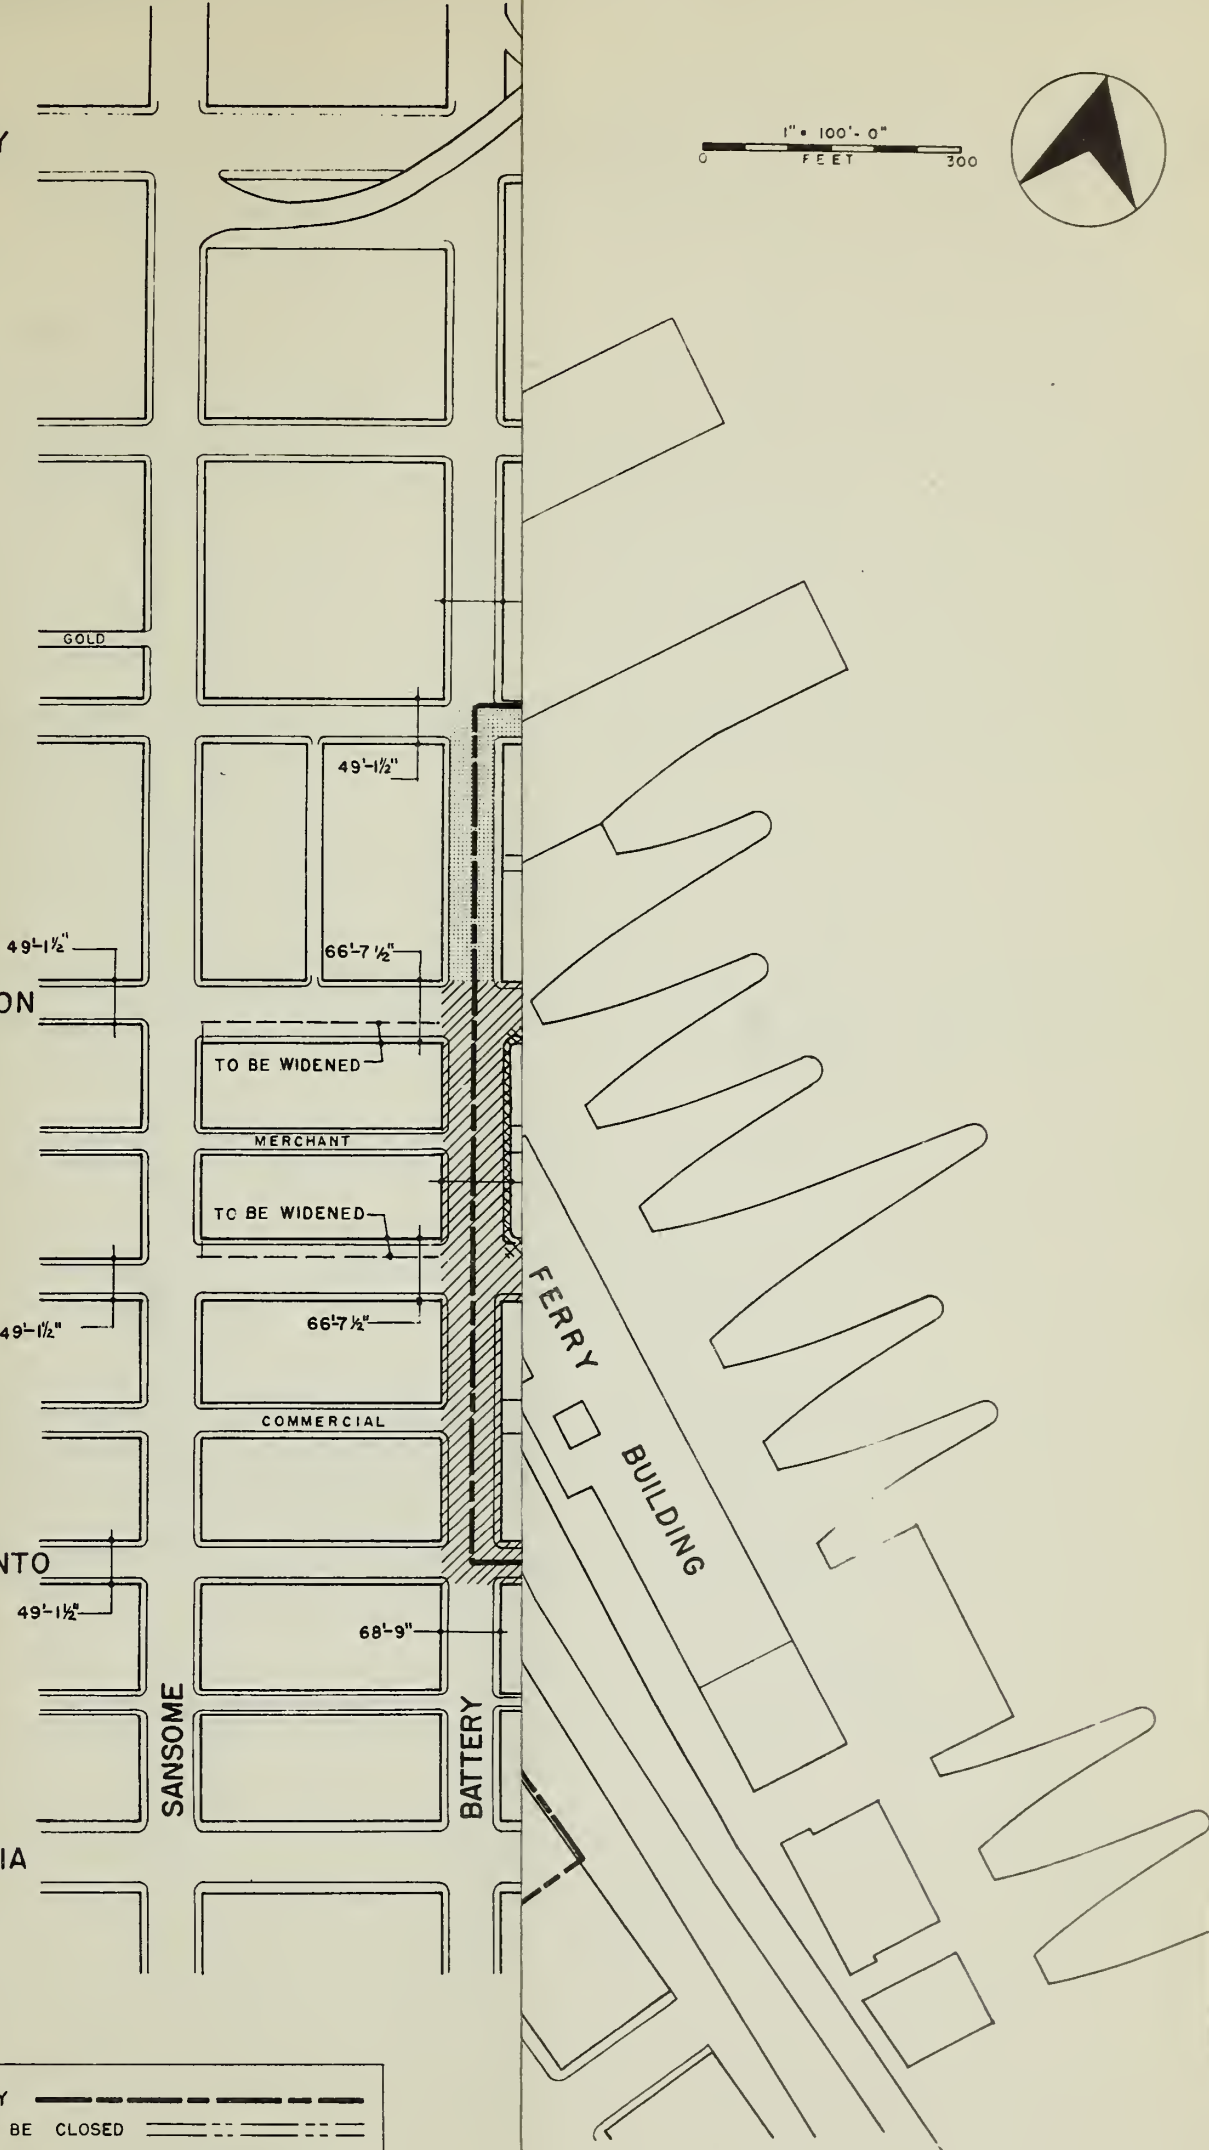 Y
1" = 100'-0"
0 FEET 300
GOLD
49'-1½"
49'-1½"
66'-7½"
ON
TO BE WIDENED
MERCHANT
TO BE WIDENED
49'-1½"
66'-7½"
FERRY
BUILDING
COMMERCIAL
NTO
49'-1½"
68'-9"
SANSOME
BATTERY
IA
Y
BE CLOSED